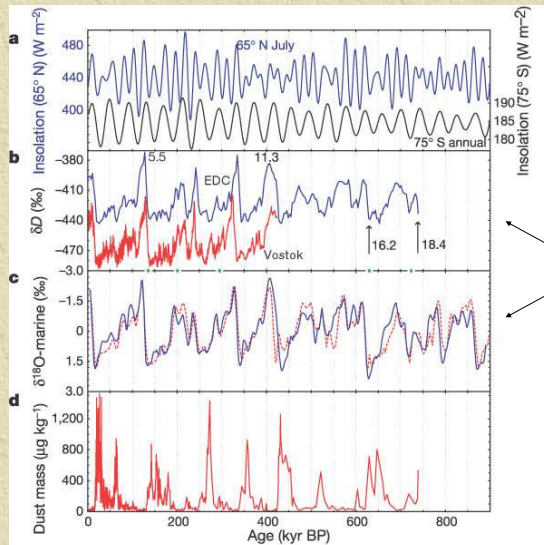 a
Insolation (65° N) (W m⁻²)
480
440
400
65° N July
75° S annual
190
185
180
Insolation (75° S) (W m⁻²)
b
δD (‰)
−380
−410
−440
−470
5.5
11.3
EDC
Vostok
16.2
18.4
c
δ¹⁸O-marine (‰)
−3.0
-1.5
0
1.5
3.0
d
Dust mass (µg kg⁻¹)
1,200
800
400
0
0 200 400 600 800
Age (kyr BP)